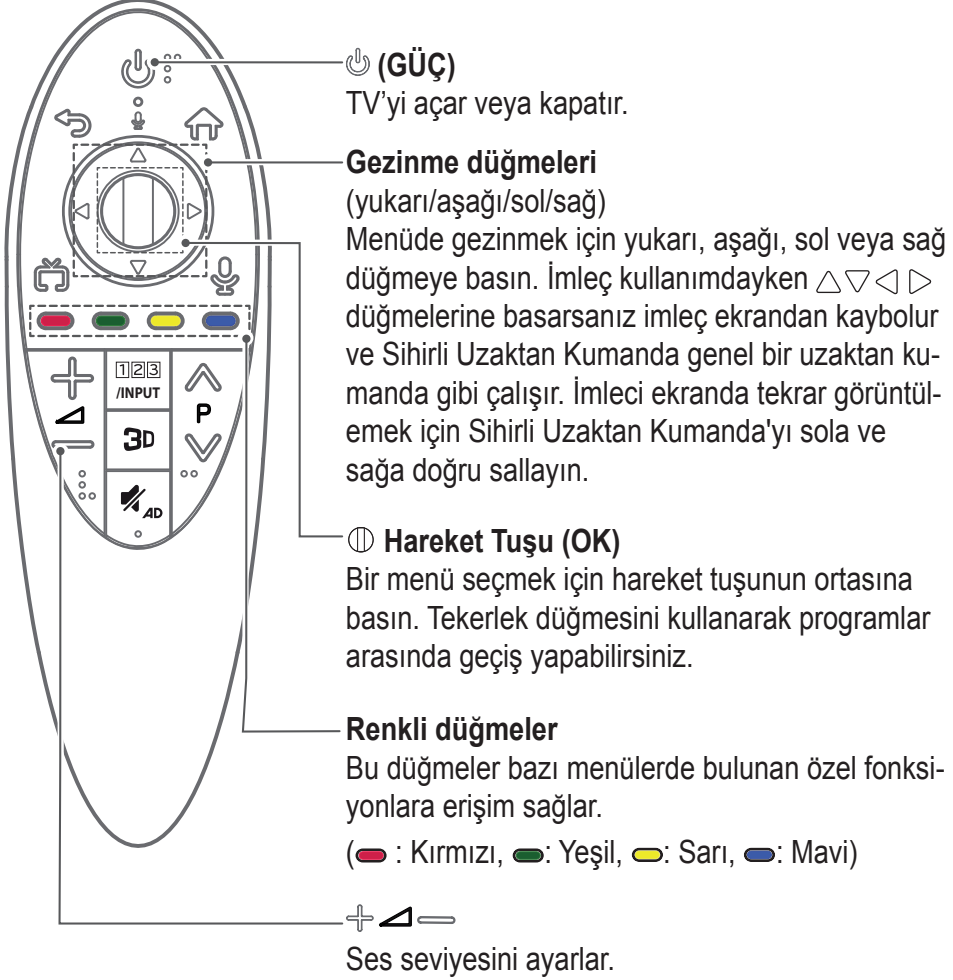 (GÜÇ)
TV’yi açar veya kapatır.
Gezinme düğmeleri
(yukarı/aşağı/sol/sağ)
Menüde gezinmek için yukarı, aşağı, sol veya sağ
düğmeye basın. İmleç kullanımdayken △▽◁ ▷
düğmelerine basarsanız imleç ekrandan kaybolur
ve Sihirli Uzaktan Kumanda genel bir uzaktan ku-
manda gibi çalışır. İmleci ekranda tekrar görüntül-
emek için Sihirli Uzaktan Kumanda'yı sola ve
sağa doğru sallayın.
Hareket Tuşu (OK)
Bir menü seçmek için hareket tuşunun ortasına
basın. Tekerlek düğmesini kullanarak programlar
arasında geçiş yapabilirsiniz.
Renkli düğmeler
Bu düğmeler bazı menülerde bulunan özel fonksi-
yonlara erişim sağlar.
( : Kırmızı, : Yeşil, : Sarı, : Mavi)
Ses seviyesini ayarlar.
123
/INPUT
P
3D
AD